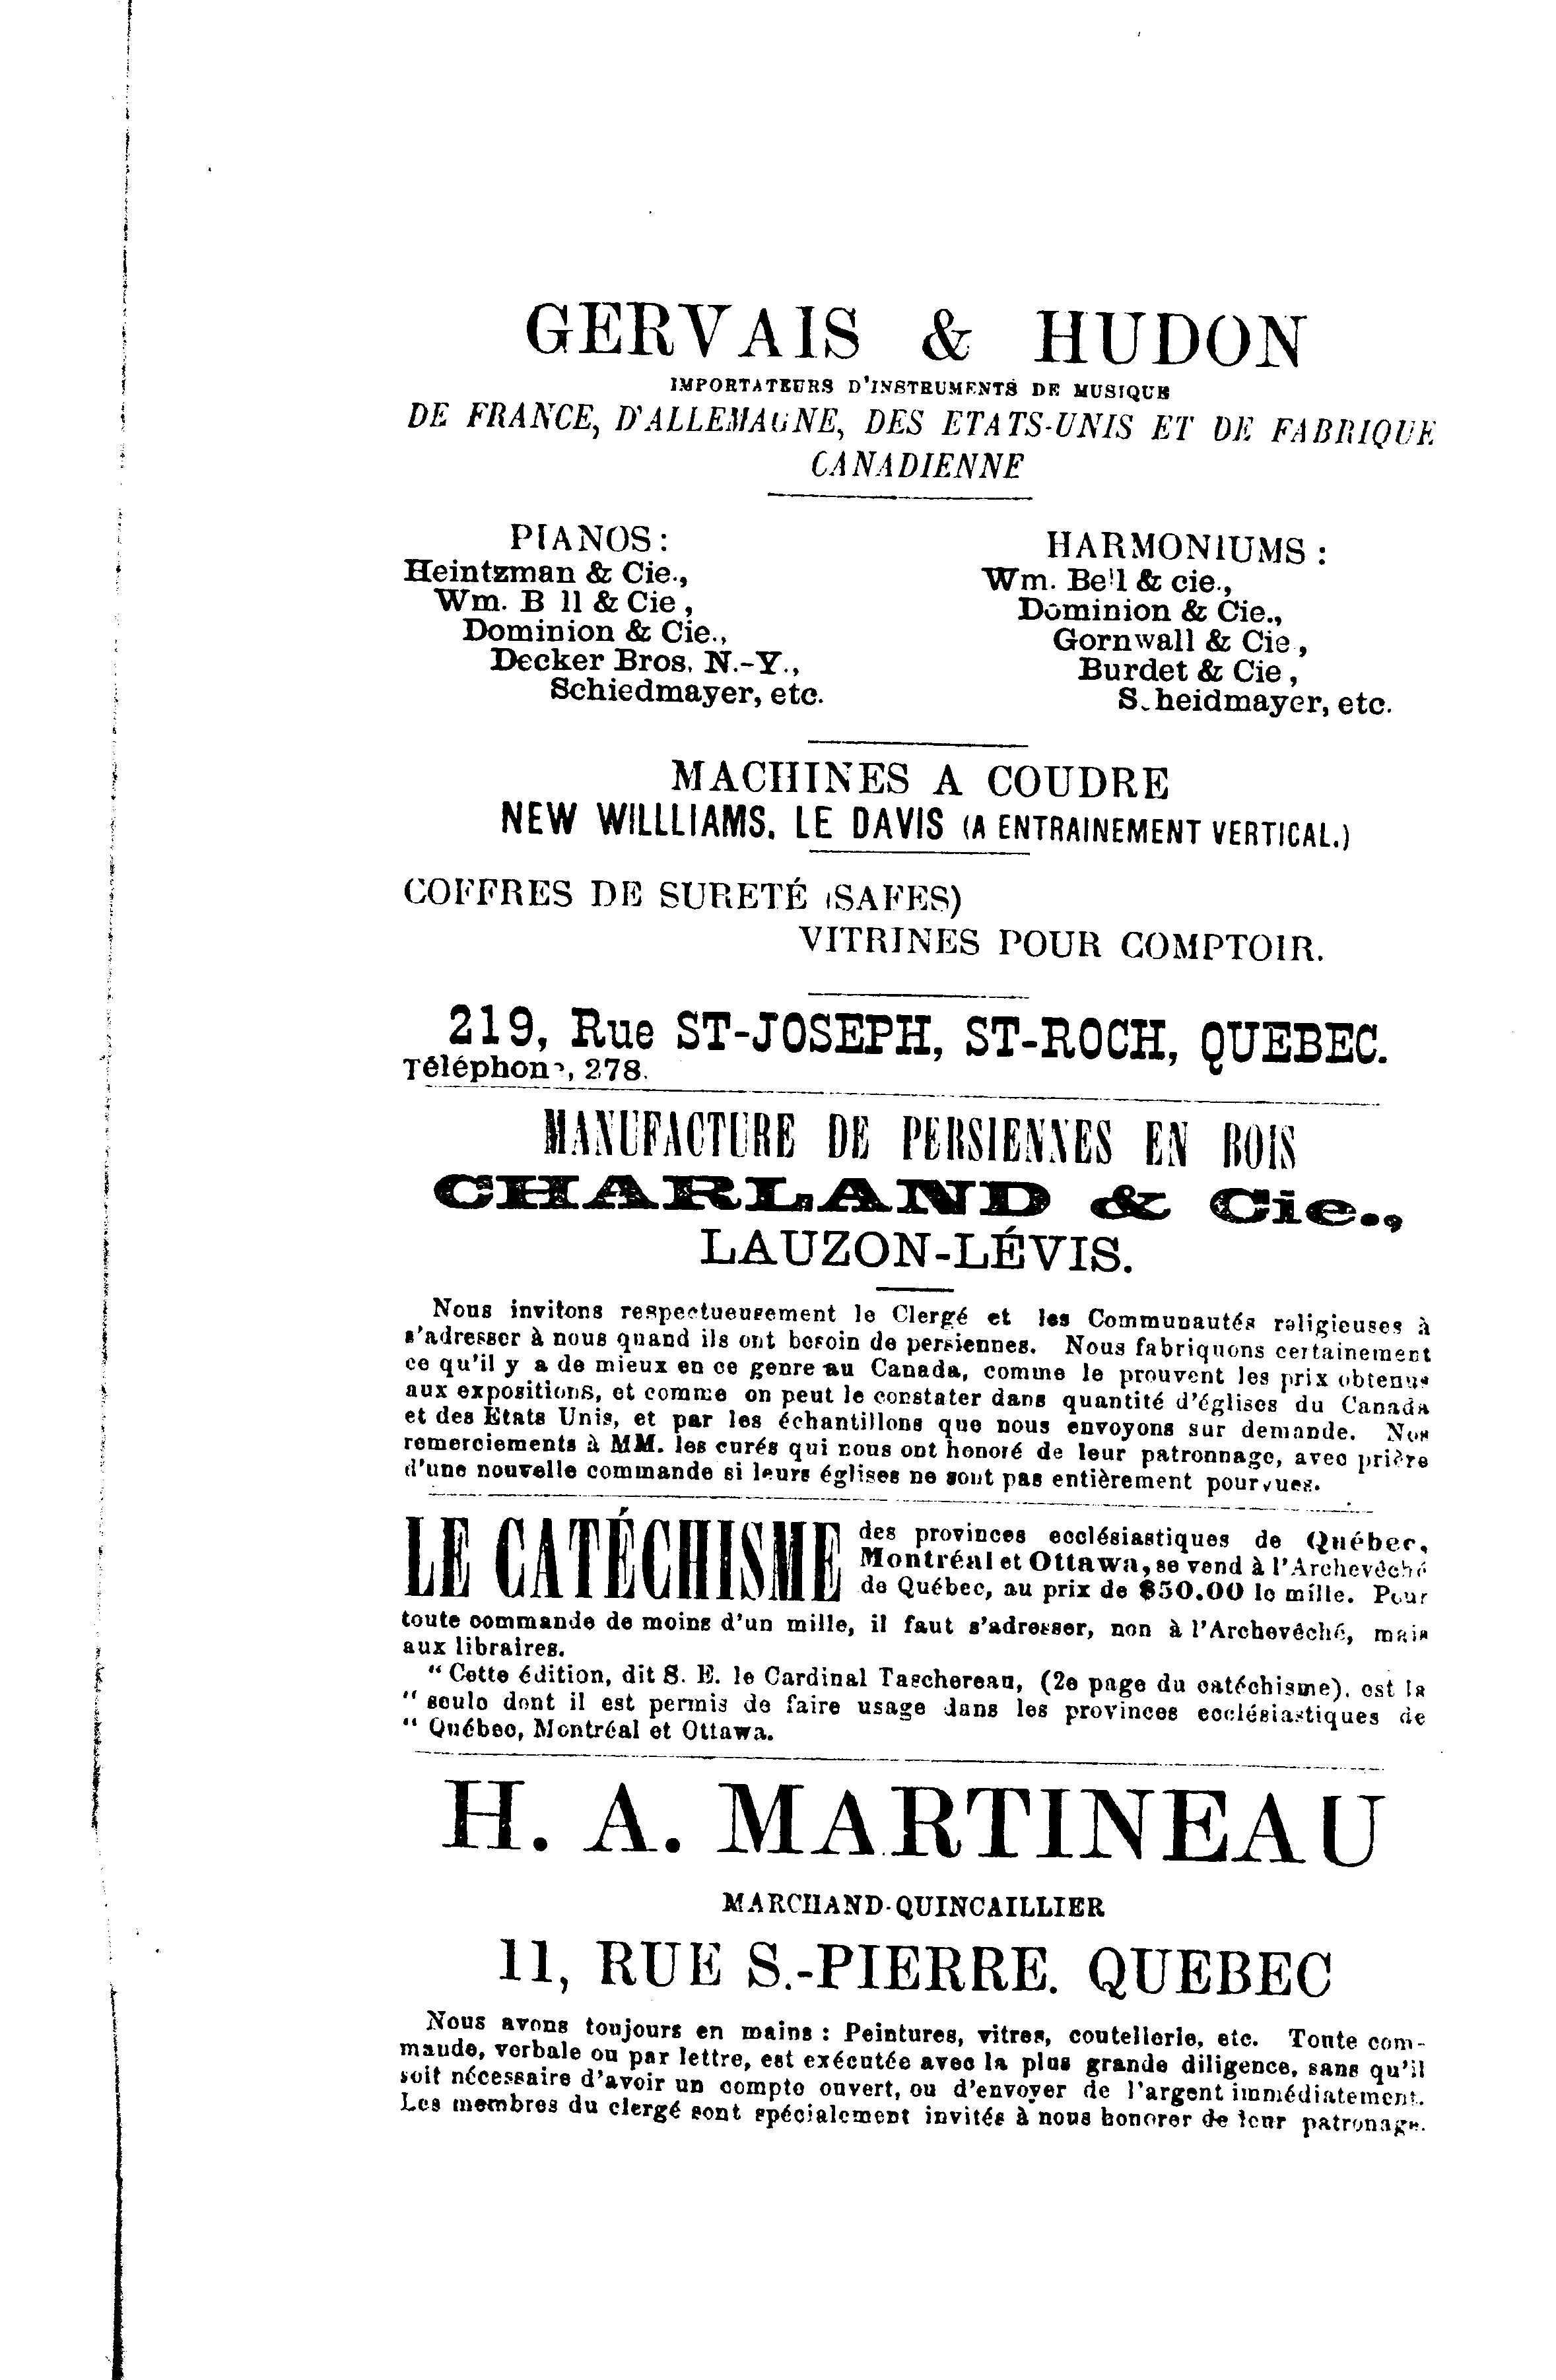 GERVAIS & HUDON
IMPORTATEURS D'INSTRUMENTS DE MUSIQUE
DE FRANCE, D'ALLEMAGNE, DES ETATS-UNIS ET DE FABRIQUE
CANADIENNE
PIANOS:
Heintzman & Cie.,
Wm. B ll & Cie,
Dominion & Cie.,
Decker Bros. N.-Y.,
Schiedmayer, etc.
HARMONIUMS:
Wm. Bell & cie.,
Dominion & Cie.,
Gornwall & Cie,
Burdet & Cie,
S heidmayer, etc.
MACHINES A COUDRE
NEW WILLLIAMS. LE DAVIS (A ENTRAINEMENT VERTICAL.)
COFFRES DE SURETÉ (SAFES)
VITRINES POUR COMPTOIR.
219, Rue ST-JOSEPH, ST-ROCH, QUEBEC.
Téléphone, 278.
MANUFACTURE DE PERSIENNES EN BOIS
CHARLAND & Cie.,
LAUZON-LÉVIS.
Nous invitons respectueusement le Clergé et les Communautés religieuses à
s'adresser à nous quand ils ont besoin de persiennes. Nous fabriquons certainement
ce qu'il y a de mieux en ce genre au Canada, comme le prouvent les prix obtenus
aux expositions, et comme on peut le constater dans quantité d'églises du Canada
et des Etats Unis, et par les échantillons que nous envoyons sur demande. Nos
remerciements à MM. les curés qui nous ont honoré de leur patronnage, avec prière
d'une nouvelle commande si leurs églises ne sont pas entièrement pourvues.
LE CATÉCHISME des provinces ecclésiastiques de Québec,
Montréal et Ottawa, se vend à l'Archevêché
de Québec, au prix de $50.00 le mille. Pour
toute commande de moins d'un mille, il faut s'adresser, non à l'Archevêché, mais
aux libraires.
" Cette édition, dit S. E. le Cardinal Taschereau, (2e page du catéchisme). est la
" seule dont il est permis de faire usage dans les provinces ecclésiastiques de
" Québec, Montréal et Ottawa.
H. A. MARTINEAU
MARCHAND-QUINCAILLIER
11, RUE S.-PIERRE. QUEBEC
Nous avons toujours en mains : Peintures, vitres, coutellerie, etc. Toute com-
mande, verbale ou par lettre, est exécutée avec la plus grande diligence, sans qu'il
soit nécessaire d'avoir un compte ouvert, ou d'envoyer de l'argent immédiatement.
Les membres du clergé sont spécialement invités à nous honorer de leur patronage.